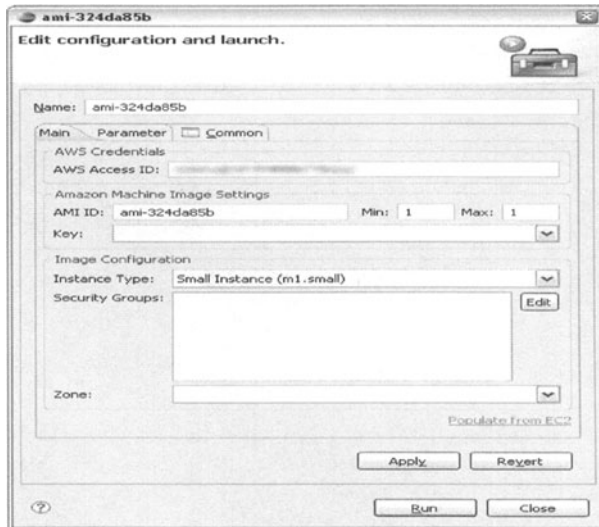 ami-324da85b
Edit configuration and launch.
Name: ami-324da85b
Main Parameter Common
AWS Credentials
AWS Access ID:
Amazon Machine Image Settings
AMI ID: ami-324da85b Min: 1 Max: 1
Key:
Image Configuration
Instance Type: Small Instance (m1.small)
Security Groups: Edit
Zone:
Populate from EC2
Apply Revert
? Run Close